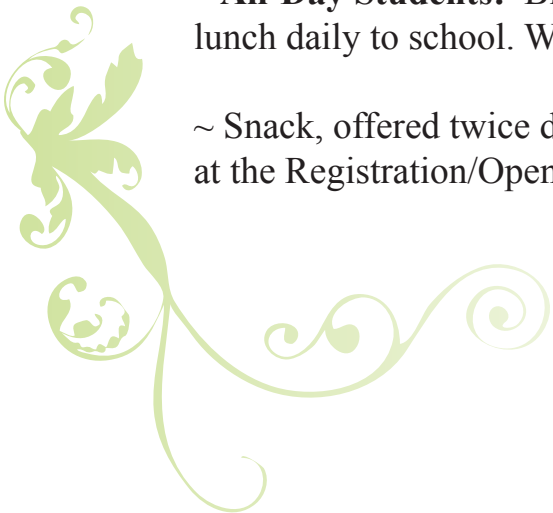 All-Day Students:
lunch daily to school. W
~ Snack, offered twice d
at the Registration/Open